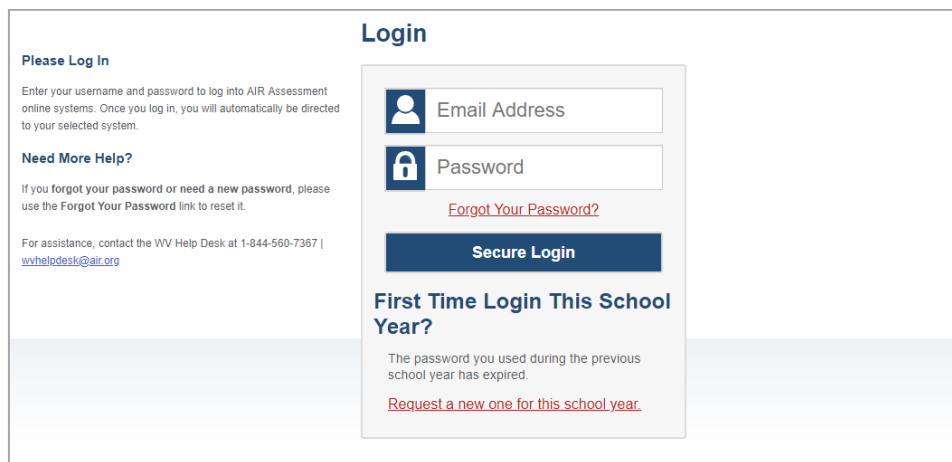 Login
Please Log In
Enter your username and password to log into AIR Assessment
online systems. Once you log in, you will automatically be directed
to your selected system.
Need More Help?
If you forgot your password or need a new password, please
use the Forgot Your Password link to reset it.
For assistance, contact the WV Help Desk at 1-844-560-7367 |
wvhelpdesk@air.org
Email Address
Password
Forgot Your Password?
Secure Login
First Time Login This School
Year?
The password you used during the previous
school year has expired.
Request a new one for this school year.